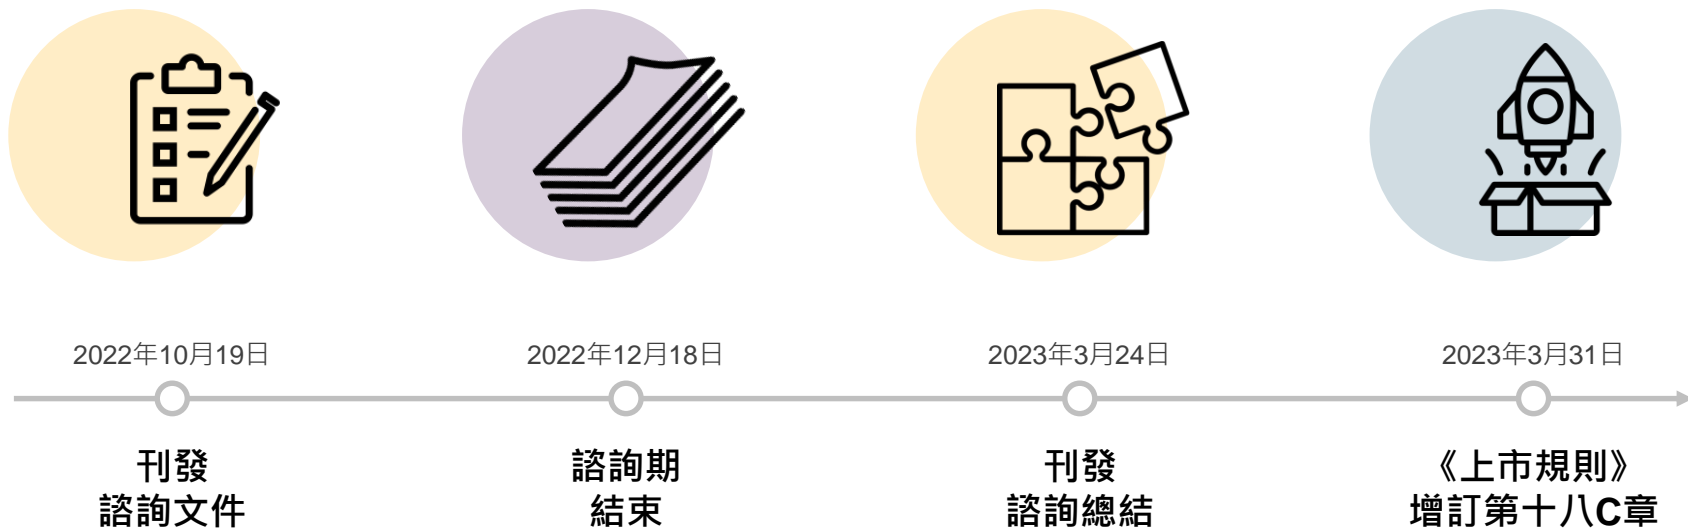 2022年10月19日
2022年12月18日
2023年3月24日
2023年3月31日
刊發
諮詢文件
諮詢期
結束
刊發
諮詢總結
《上市規則》
增訂第十八C章